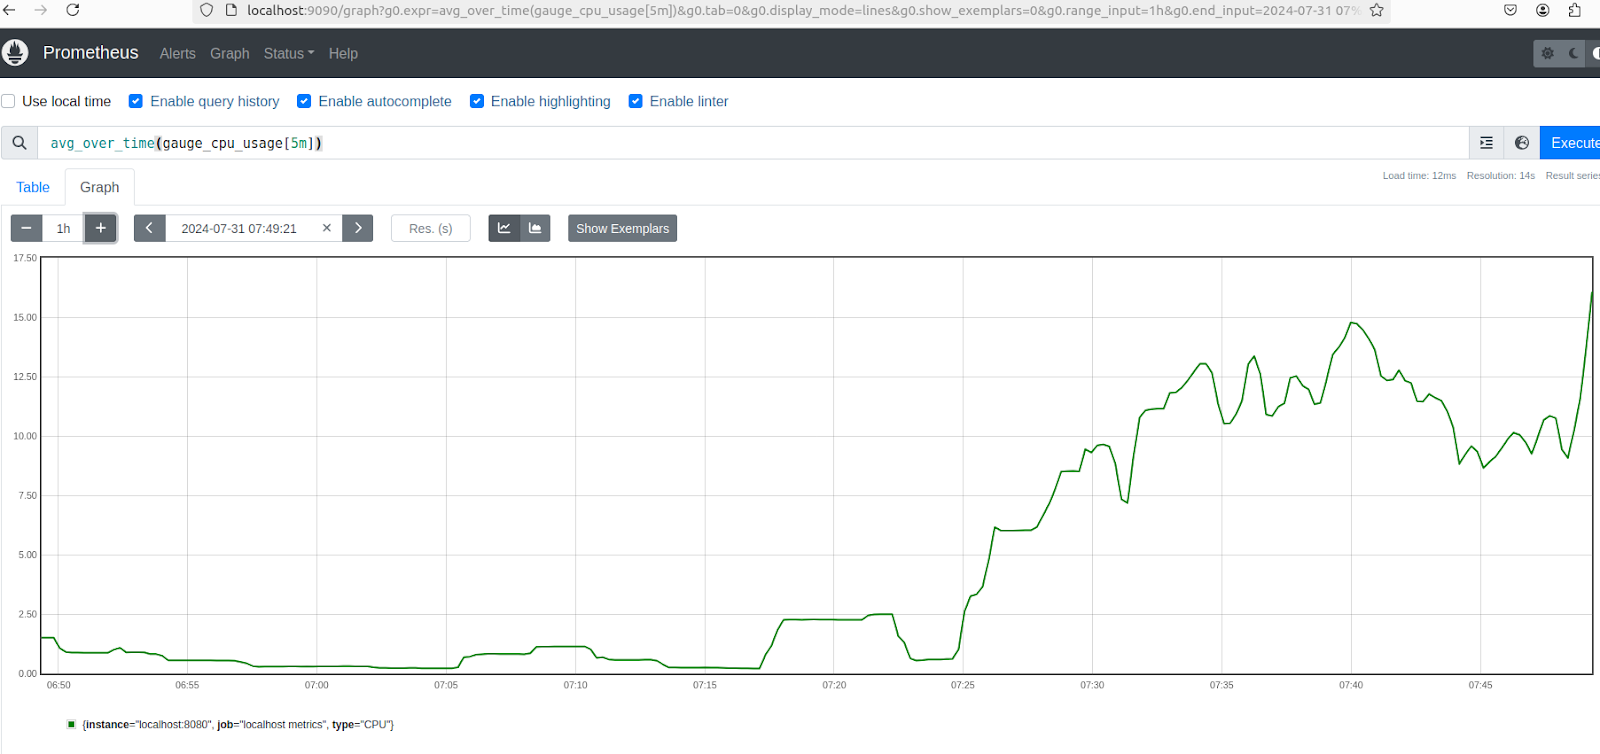 localhost:9090/graph?g0.expr=avg_over_time(gauge_cpu_usage[5m])&g0.tab=0&g0.display_mode=lines&g0.show_exemplars=0&g0.range_input=1h&g0.end_input=2024-07-31 07%
Prometheus Alerts Graph Status Help
Use local time Enable query history Enable autocomplete Enable highlighting Enable linter
avg_over_time(gauge_cpu_usage[5m]) Execute
Load time: 12ms Resolution: 14s Result series
Table Graph
− 1h + 2024-07-31 07:49:21 × Res. (s) Show Exemplars
17.50
15.00
12.50
10.00
7.50
5.00
2.50
0.00
06:50 06:55 07:00 07:05 07:10 07:15 07:20 07:25 07:30 07:35 07:40 07:45
{instance="localhost:8080", job="localhost metrics", type="CPU"}